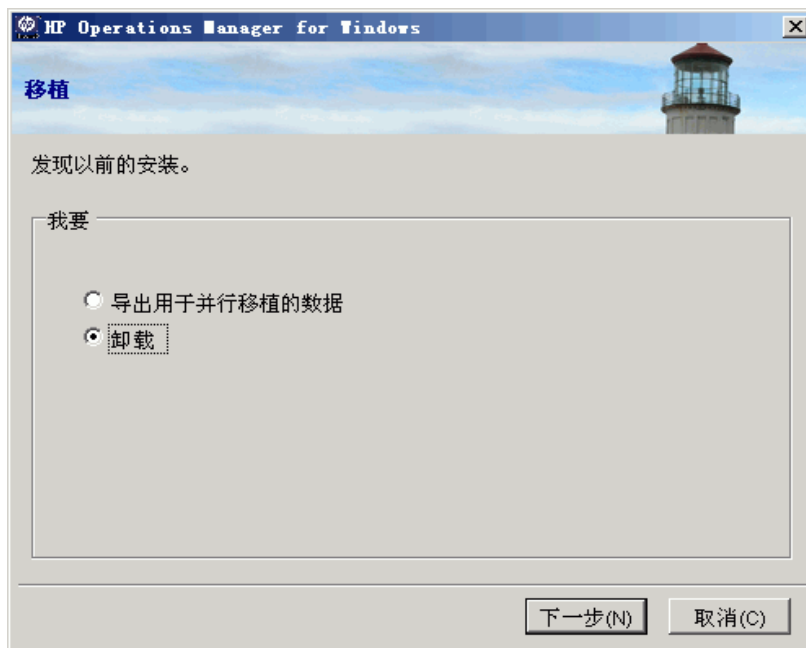 HP Operations Manager for Windows
移植
发现以前的安装。
我要
导出用于并行移植的数据
卸载
下一步(N)
取消(C)